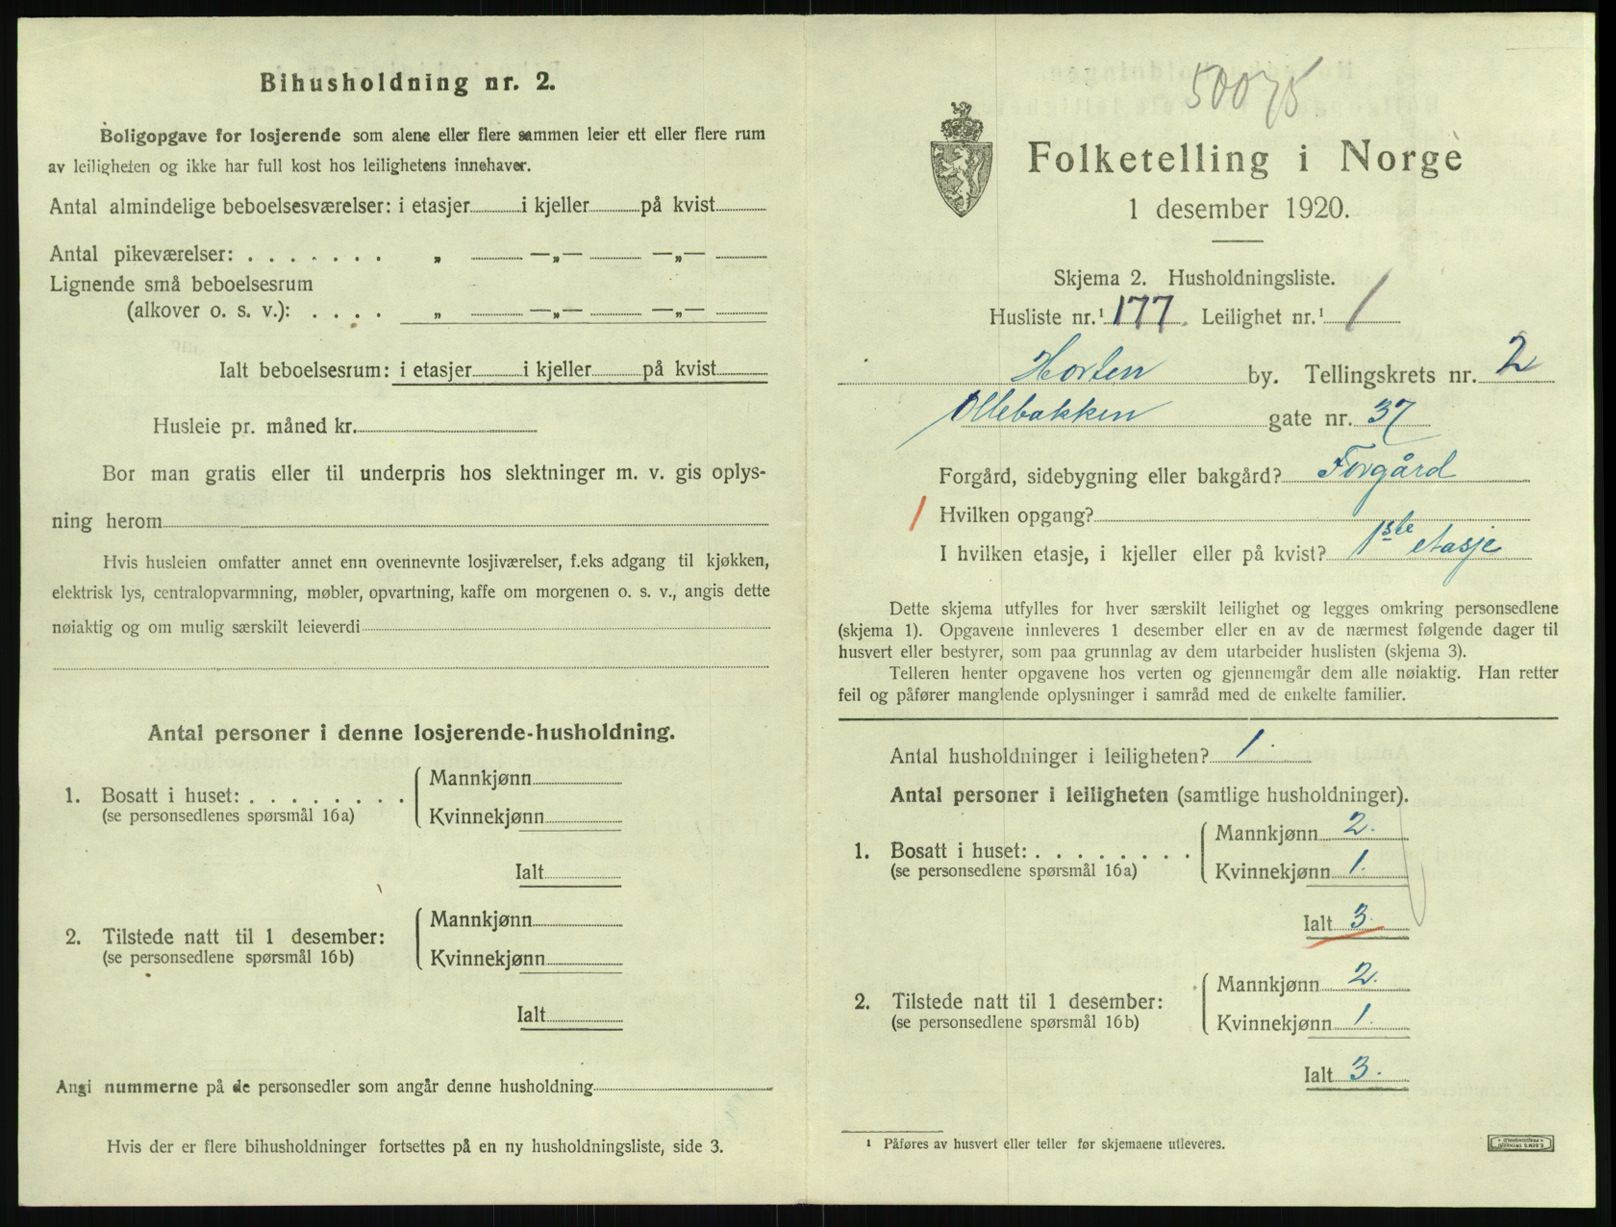 Bihusholdning nr. 2.
Boligopgave for losjerende som alene eller flere sammen leier ett eller flere rum
av leiligheten og ikke har full kost hos leilighetens innehaver.
Antal almindelige beboelsesværelser: i etasjer i kjeller på kvist
Antal pikeværelser: . . . . . . . „ —„— —„—
Lignende små beboelsesrum
(alkover o. s. v.): . . . . „ —„— —„—
Ialt beboelsesrum: i etasjer i kjeller på kvist
Husleie pr. måned kr.
Bor man gratis eller til underpris hos slektninger m. v. gis oplys-
ning herom
Hvis husleien omfatter annet enn ovennevnte losjiværelser, f.eks adgang til kjøkken,
elektrisk lys, centralopvarmning, møbler, opvartning, kaffe om morgenen o. s. v., angis dette
nøiaktig og om mulig særskilt leieverdi
Antal personer i denne losjerende-husholdning.
1. Bosatt i huset: . . . . . . . .
(se personsedlenes spørsmål 16a)
Mannkjønn
Kvinnekjønn
Ialt
2. Tilstede natt til 1 desember:
(se personsedlene spørsmål 16b)
Mannkjønn
Kvinnekjønn
Ialt
Angi nummerne på de personsedler som angår denne husholdning
Hvis der er flere bihusholdninger fortsettes på en ny husholdningsliste, side 3.
50075
Folketelling i Norge
1 desember 1920.
Skjema 2. Husholdningsliste.
Husliste nr.¹ 177. Leilighet nr.¹ 1
Horten by. Tellingskrets nr. 2
Ollebakken gate nr. 37
Forgård, sidebygning eller bakgård? Forgård
1 Hvilken opgang?
I hvilken etasje, i kjeller eller på kvist? 1ste etasje
Dette skjema utfylles for hver særskilt leilighet og legges omkring personsedlene
(skjema 1). Opgavene innleveres 1 desember eller en av de nærmest følgende dager til
husvert eller bestyrer, som paa grunnlag av dem utarbeider huslisten (skjema 3).
Telleren henter opgavene hos verten og gjennemgår dem alle nøiaktig. Han retter
feil og påfører manglende oplysninger i samråd med de enkelte familier.
Antal husholdninger i leiligheten? 1.
Antal personer i leiligheten (samtlige husholdninger).
1. Bosatt i huset: . . . . . . . .
(se personsedlene spørsmål 16a)
Mannkjønn 2.
Kvinnekjønn 1.
Ialt 3.
2. Tilstede natt til 1 desember:
(se personsedlene spørsmål 16b)
Mannkjønn 2.
Kvinnekjønn 1.
Ialt 3.
¹ Påføres av husvert eller teller før skjemaene utleveres.